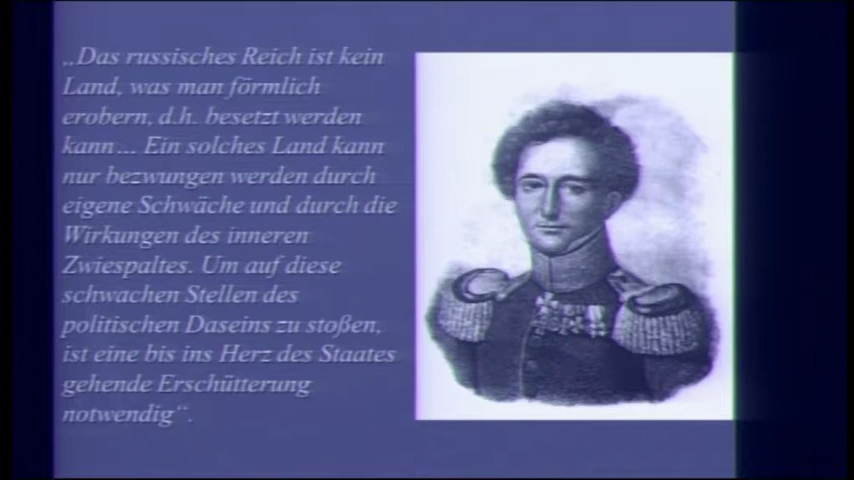 „Das russisches Reich ist kein
Land, was man förmlich
erobern, d.h. besetzt werden
kann... Ein solches Land kann
nur bezwungen werden durch
eigene Schwäche und durch die
Wirkungen des inneren
Zwiespaltes. Um auf diese
schwachen Stellen des
politischen Daseins zu stoßen,
ist eine bis ins Herz des Staates
gehende Erschütterung
notwendig“.